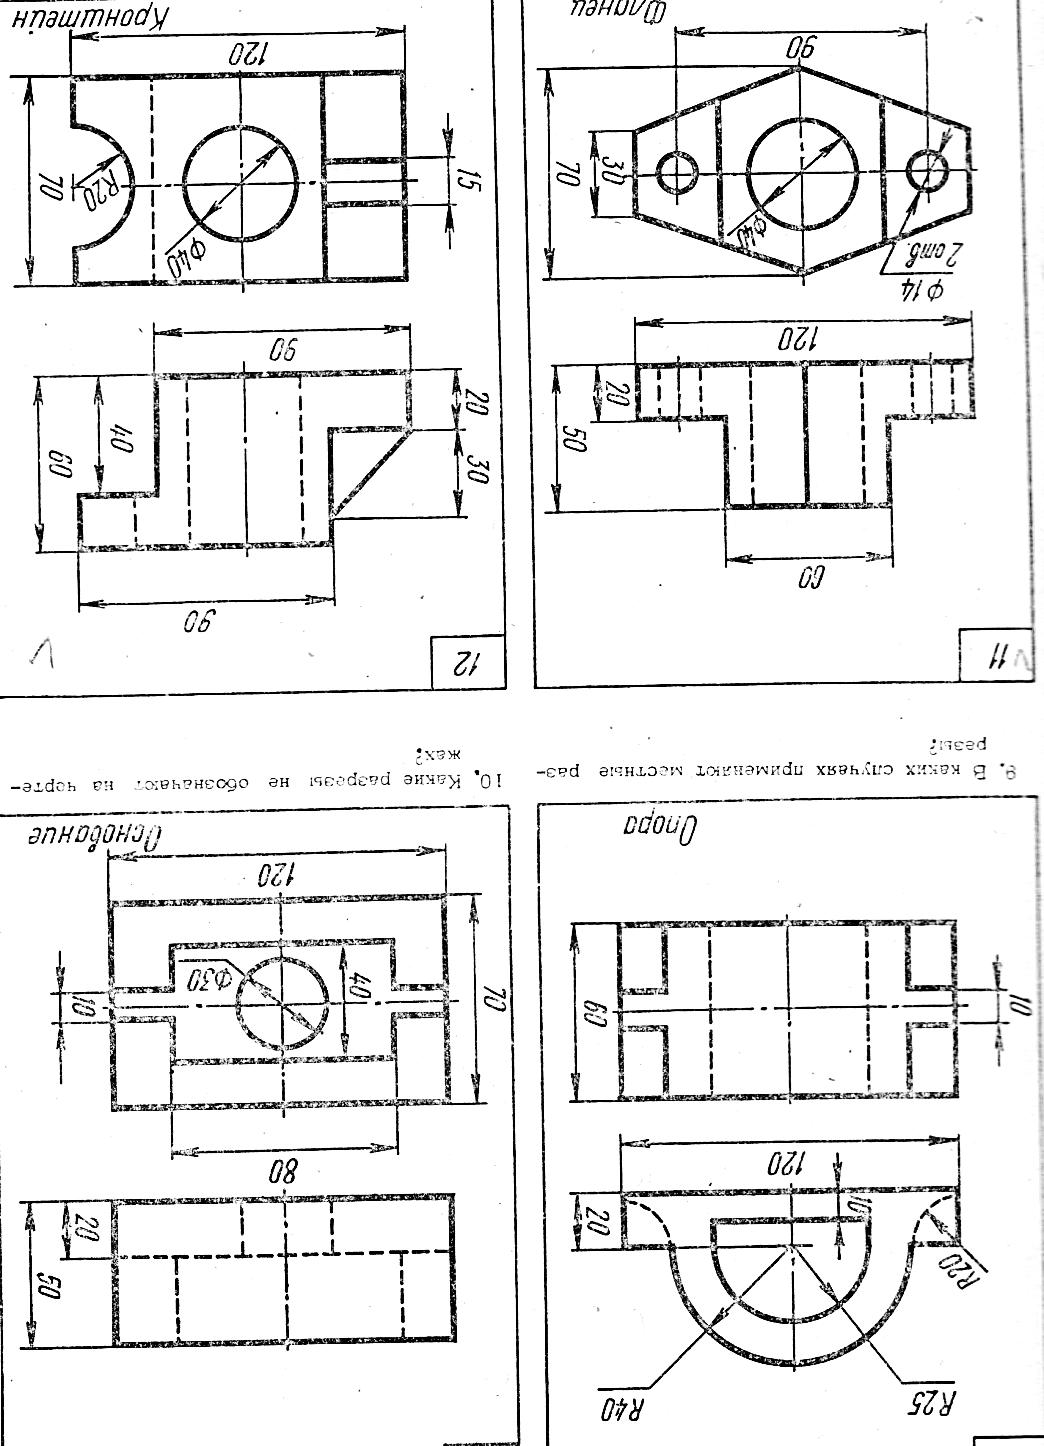 R25
R40
R20
10
20
120
10
60
Опора
50
20
80
70
40
Ф30
10
120
Основание
9. В каких случаях применяют местные раз-
резы?
10. Какие разрезы не обозначают на черте-
жах?
11
60
50
20
120
Ф14
2 отв.
Ф40
30
70
90
Фланец
12
90
30
20
40
60
90
Ф40
R20
15
70
120
Кронштейн